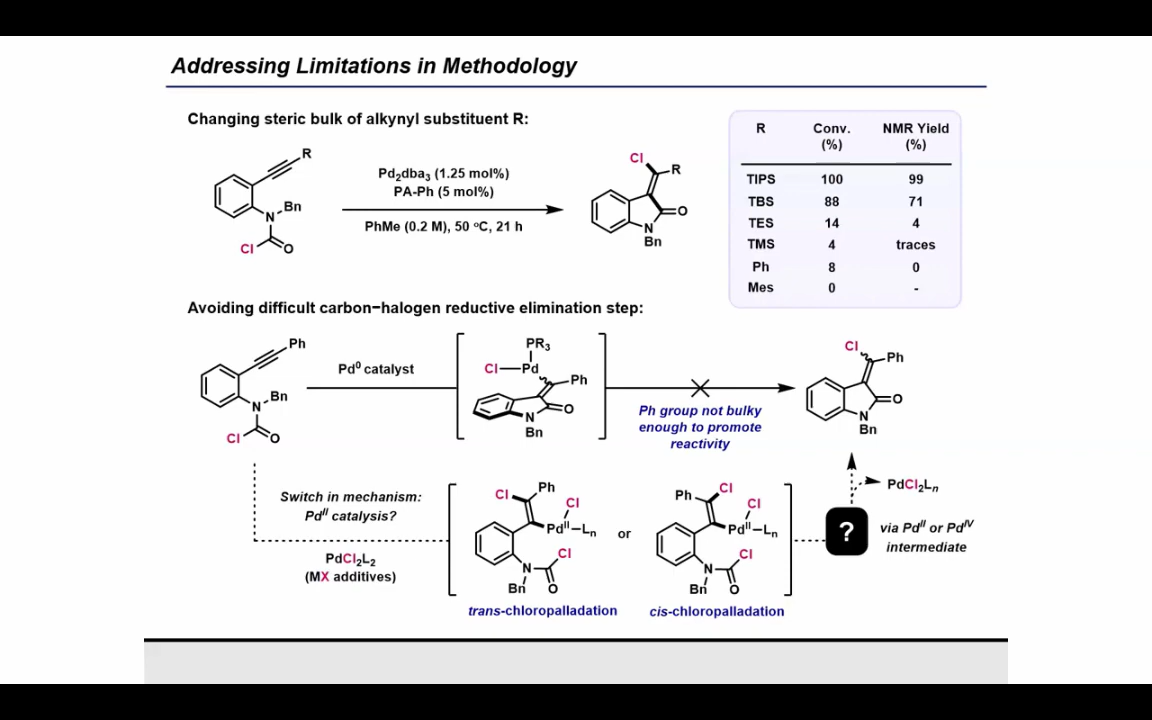 Addressing Limitations in Methodology
Changing steric bulk of alkynyl substituent R:
R
N
Bn
Cl
O
Pd₂dba₃ (1.25 mol%)
PA-Ph (5 mol%)
PhMe (0.2 M), 50 ºC, 21 h
Cl
R
O
N
Bn
R Conv. (%) NMR Yield (%)
TIPS 100 99
TBS 88 71
TES 14 4
TMS 4 traces
Ph 8 0
Mes 0 -
Avoiding difficult carbon−halogen reductive elimination step:
Ph
N
Bn
Cl
O
Pd⁰ catalyst
PR₃
Cl
Pd
Ph
O
N
Bn
Ph group not bulky
enough to promote
reactivity
Cl
Ph
O
N
Bn
Switch in mechanism:
Pdᴵᴵ catalysis?
PdCl₂L₂
(MX additives)
Ph
Cl
Cl
Pdᴵᴵ
Lₙ
Cl
N
Bn
O
trans-chloropalladation
or
Ph
Cl
Cl
Pdᴵᴵ
Lₙ
Cl
N
Bn
O
cis-chloropalladation
?
PdCl₂Lₙ
via Pdᴵᴵ or Pdᴵⱽ
intermediate